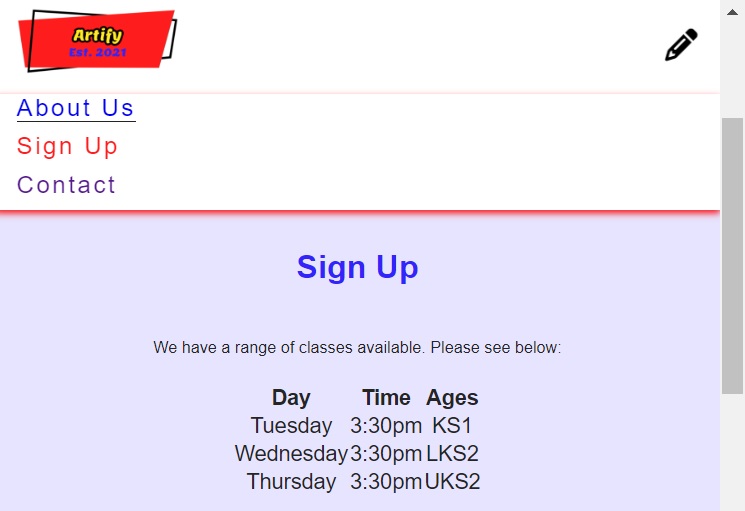 Artify
Est. 2021
About Us
Sign Up
Contact
Sign Up
We have a range of classes available. Please see below:
Day Time Ages
Tuesday 3:30pm KS1
Wednesday 3:30pm LKS2
Thursday 3:30pm UKS2